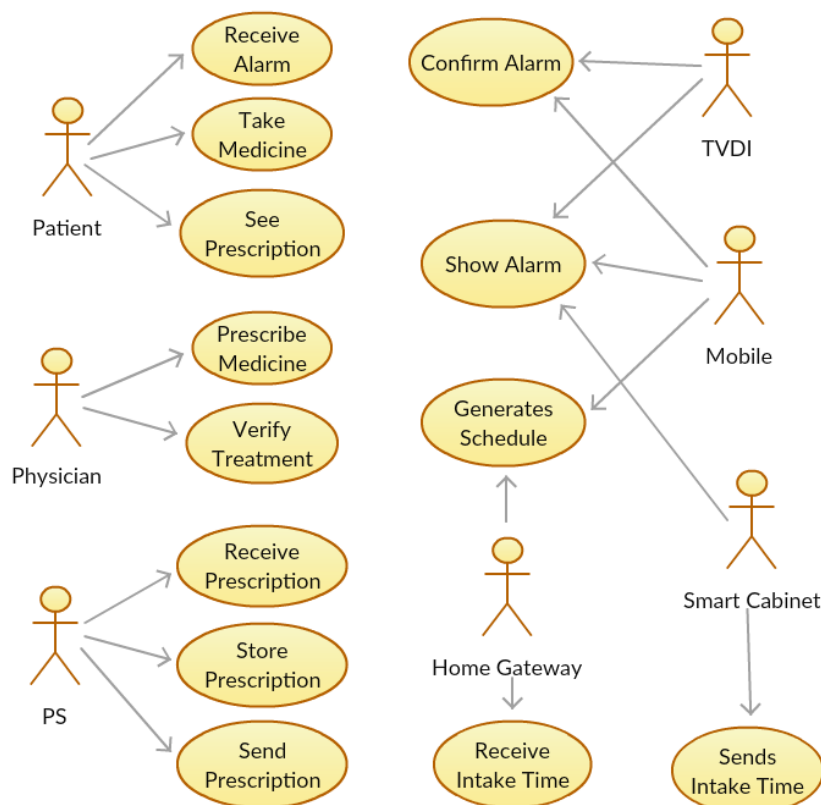 Receive
Alarm
Take
Medicine
Patient
See
Prescription
Prescribe
Medicine
Physician
Verify
Treatment
Receive
Prescription
Store
Prescription
PS
Send
Prescription
Confirm Alarm
TVDI
Show Alarm
Mobile
Generates
Schedule
Smart Cabinet
Home Gateway
Receive
Intake Time
Sends
Intake Time